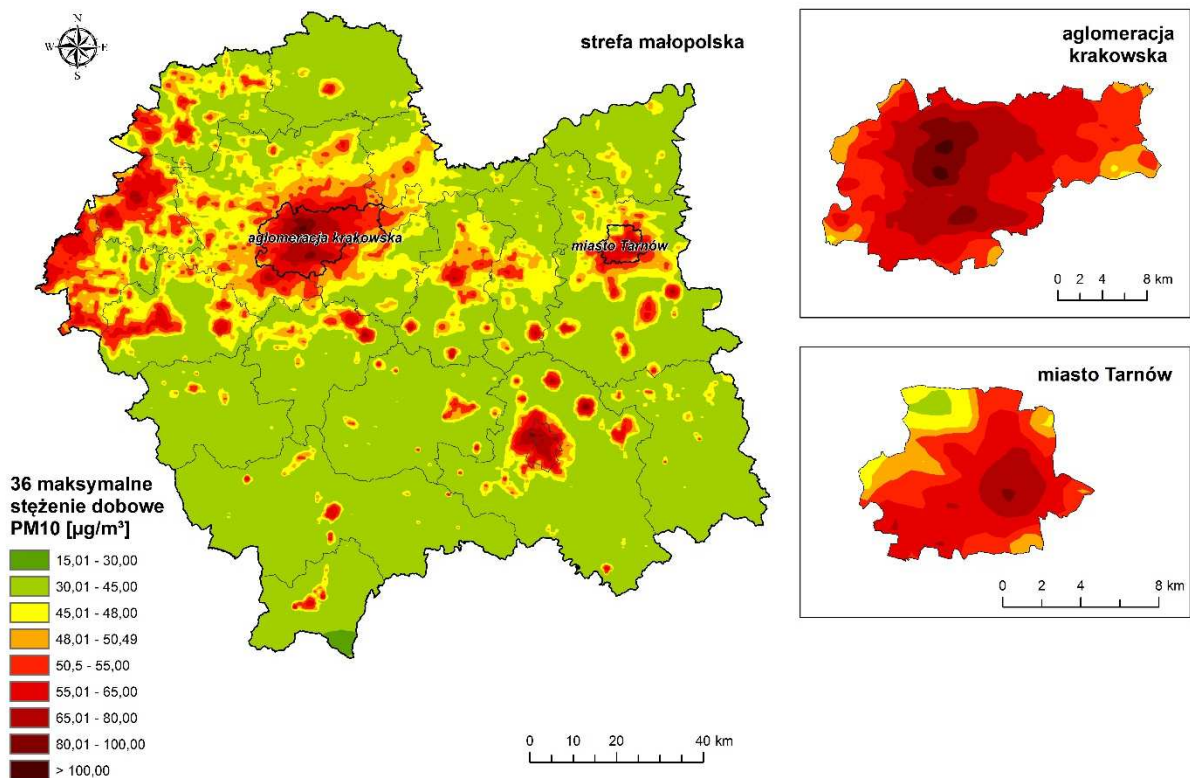 N
W E
S
strefa małopolska
aglomeracja krakowska
miasto Tarnów
36 maksymalne
stężenie dobowe
PM10 [µg/m³]
15,01 - 30,00
30,01 - 45,00
45,01 - 48,00
48,01 - 50,49
50,5 - 55,00
55,01 - 65,00
65,01 - 80,00
80,01 - 100,00
> 100,00
0 10 20 40 km
aglomeracja
krakowska
0 2 4 8 km
miasto Tarnów
0 2 4 8 km